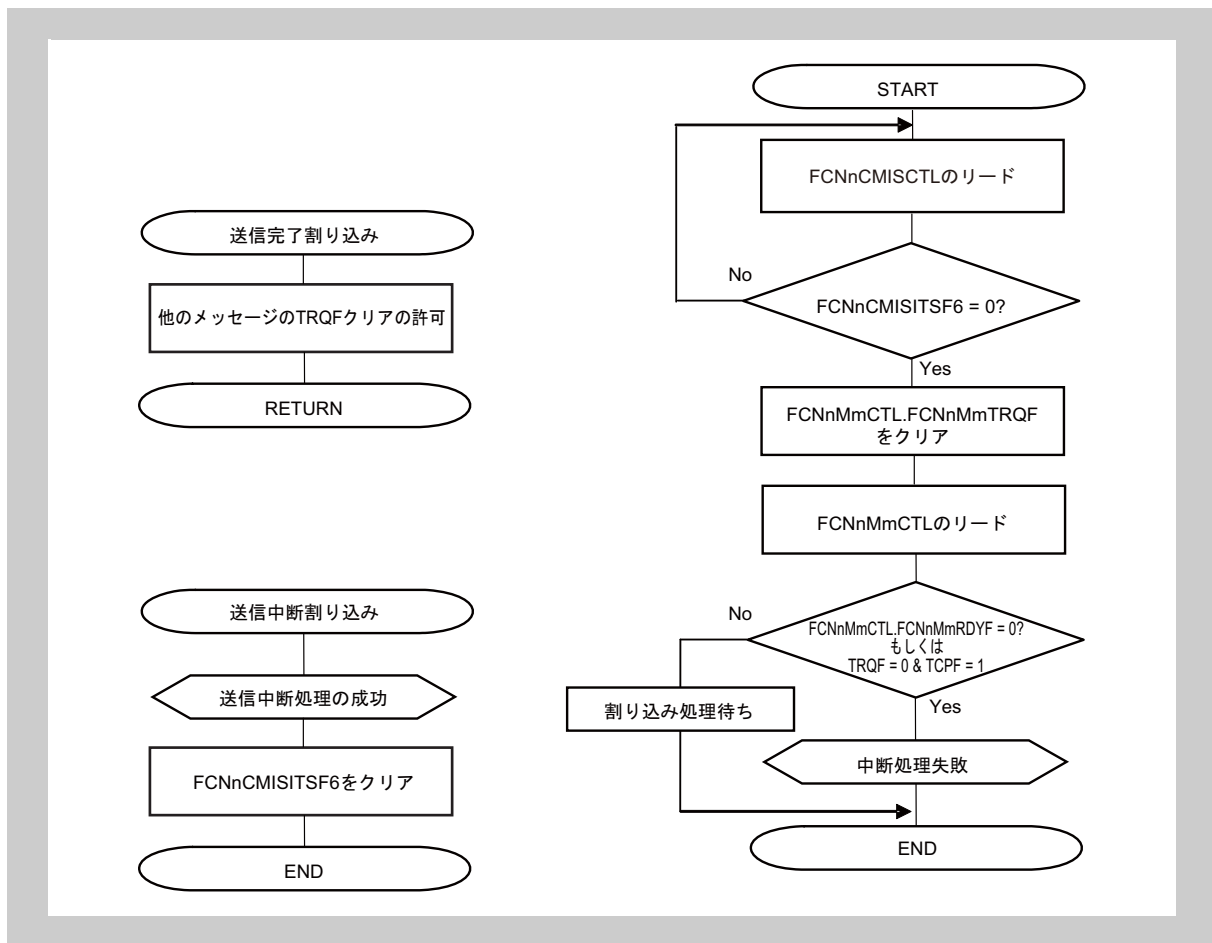 送信完了割り込み
他のメッセージのTRQFクリアの許可
RETURN
送信中断割り込み
送信中断処理の成功
FCNnCMISITSF6をクリア
END
START
FCNnCMISCTLのリード
No
FCNnCMISITSF6 = 0?
Yes
FCNnMmCTL.FCNnMmTRQF
をクリア
FCNnMmCTLのリード
No
FCNnMmCTL.FCNnMmRDYF = 0?
もしくは
TRQF = 0 & TCPF = 1
Yes
割り込み処理待ち
中断処理失敗
END